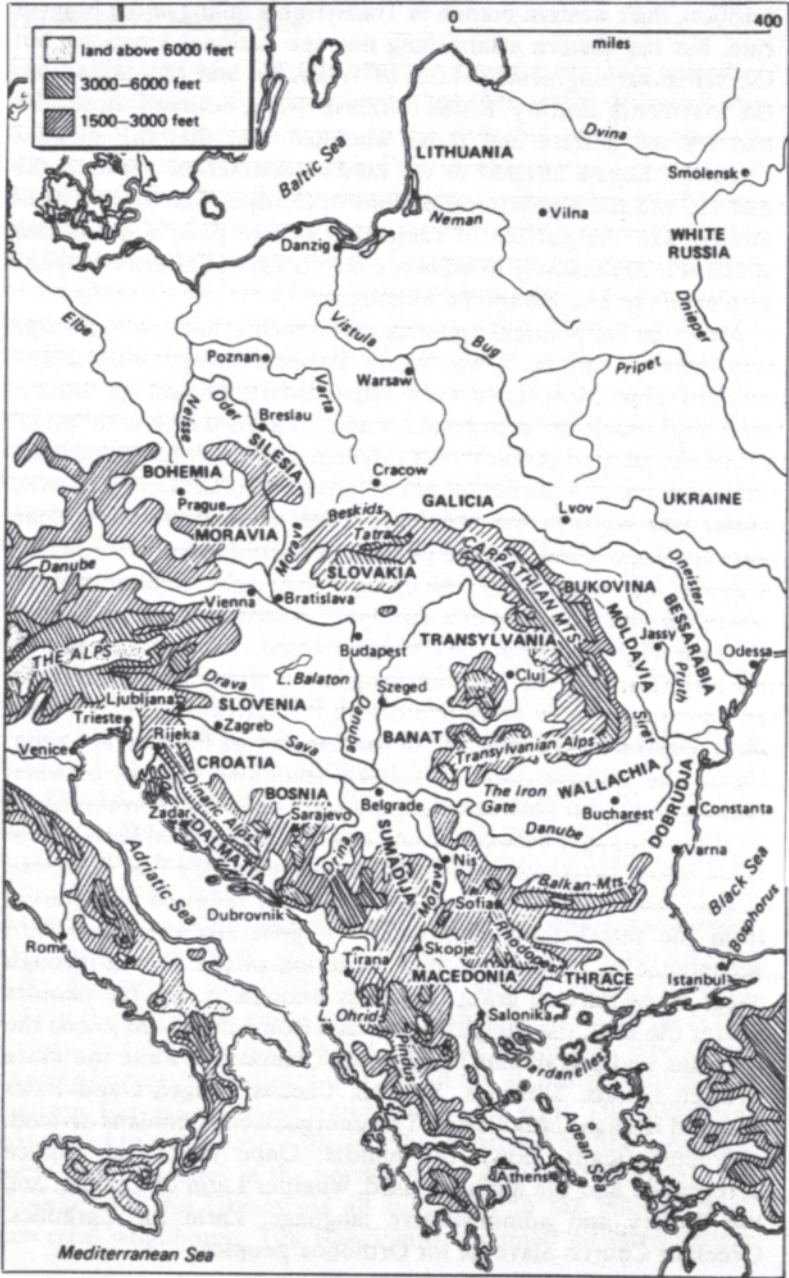 land above 6000 feet
3000–6000 feet
1500–3000 feet
0
400
miles
Baltic Sea
LITHUANIA
Dvina
Smolensk
Neman
Vilna
Danzig
WHITE
RUSSIA
Dnieper
Elbe
Vistula
Bug
Poznan
Pripet
Warsaw
Oder
Warta
Neisse
Breslau
SILESIA
BOHEMIA
Cracow
Prague
GALICIA
UKRAINE
Beskids
Lvov
MORAVIA
Morava
Tatra
CARPATHIAN MTS
Danube
SLOVAKIA
BUKOVINA
Dniester
Vienna
Bratislava
MOLDAVIA
BESSARABIA
TRANSYLVANIA
Jassy
Budapest
Odessa
THE ALPS
Pruth
Drava
L.Balaton
Cluj
Ljubljana
SLOVENIA
Szeged
Siret
Trieste
Zagreb
Danube
Venice
Rijeka
Sava
BANAT
Transylvanian Alps
CROATIA
The Iron
Gate
WALLACHIA
DOBRUDJA
Dinaric Alps
BOSNIA
Belgrade
Bucharest
Constanta
Zadar
Sarajevo
Danube
DALMATIA
Drina
SUMADIJA
Varna
Adriatic Sea
Nis
Morava
Balkan Mts
Black Sea
Dubrovnik
Sofia
Bosphorus
Rome
Rhodopes
Tirana
Skopje
MACEDONIA
THRACE
Istanbul
Ohrid
Salonika
Pindus
Dardanelles
Aegean Sea
Athens
Mediterranean Sea